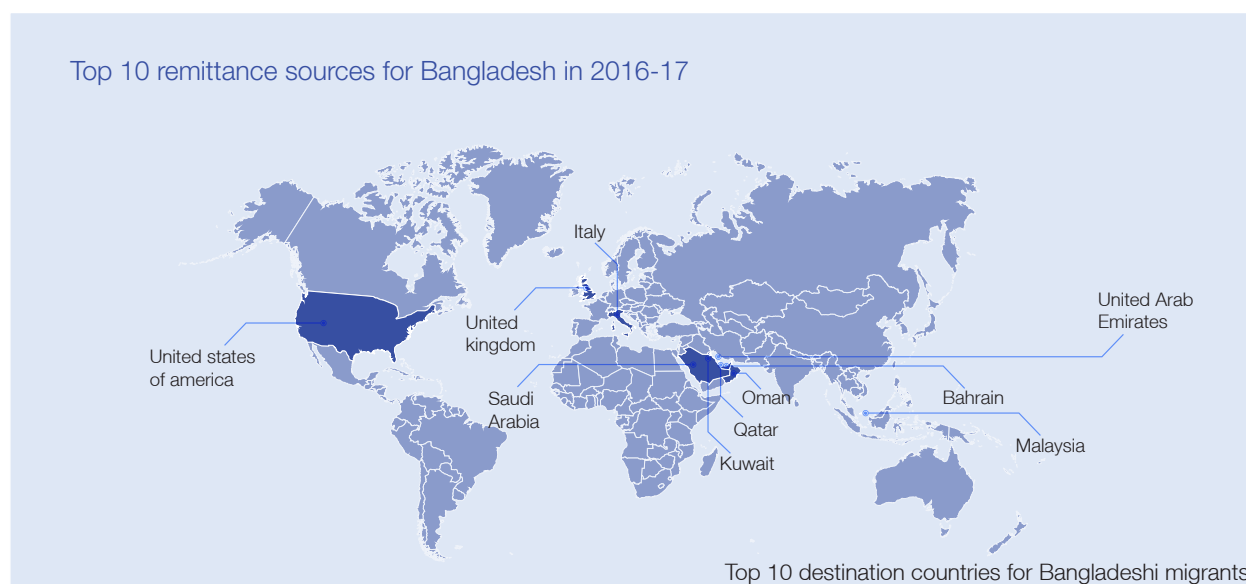 Top 10 remittance sources for Bangladesh in 2016-17
Italy
United Arab
Emirates
United
kingdom
United states
of america
Saudi
Arabia
Oman
Bahrain
Qatar
Malaysia
Kuwait
Top 10 destination countries for Bangladeshi migrants